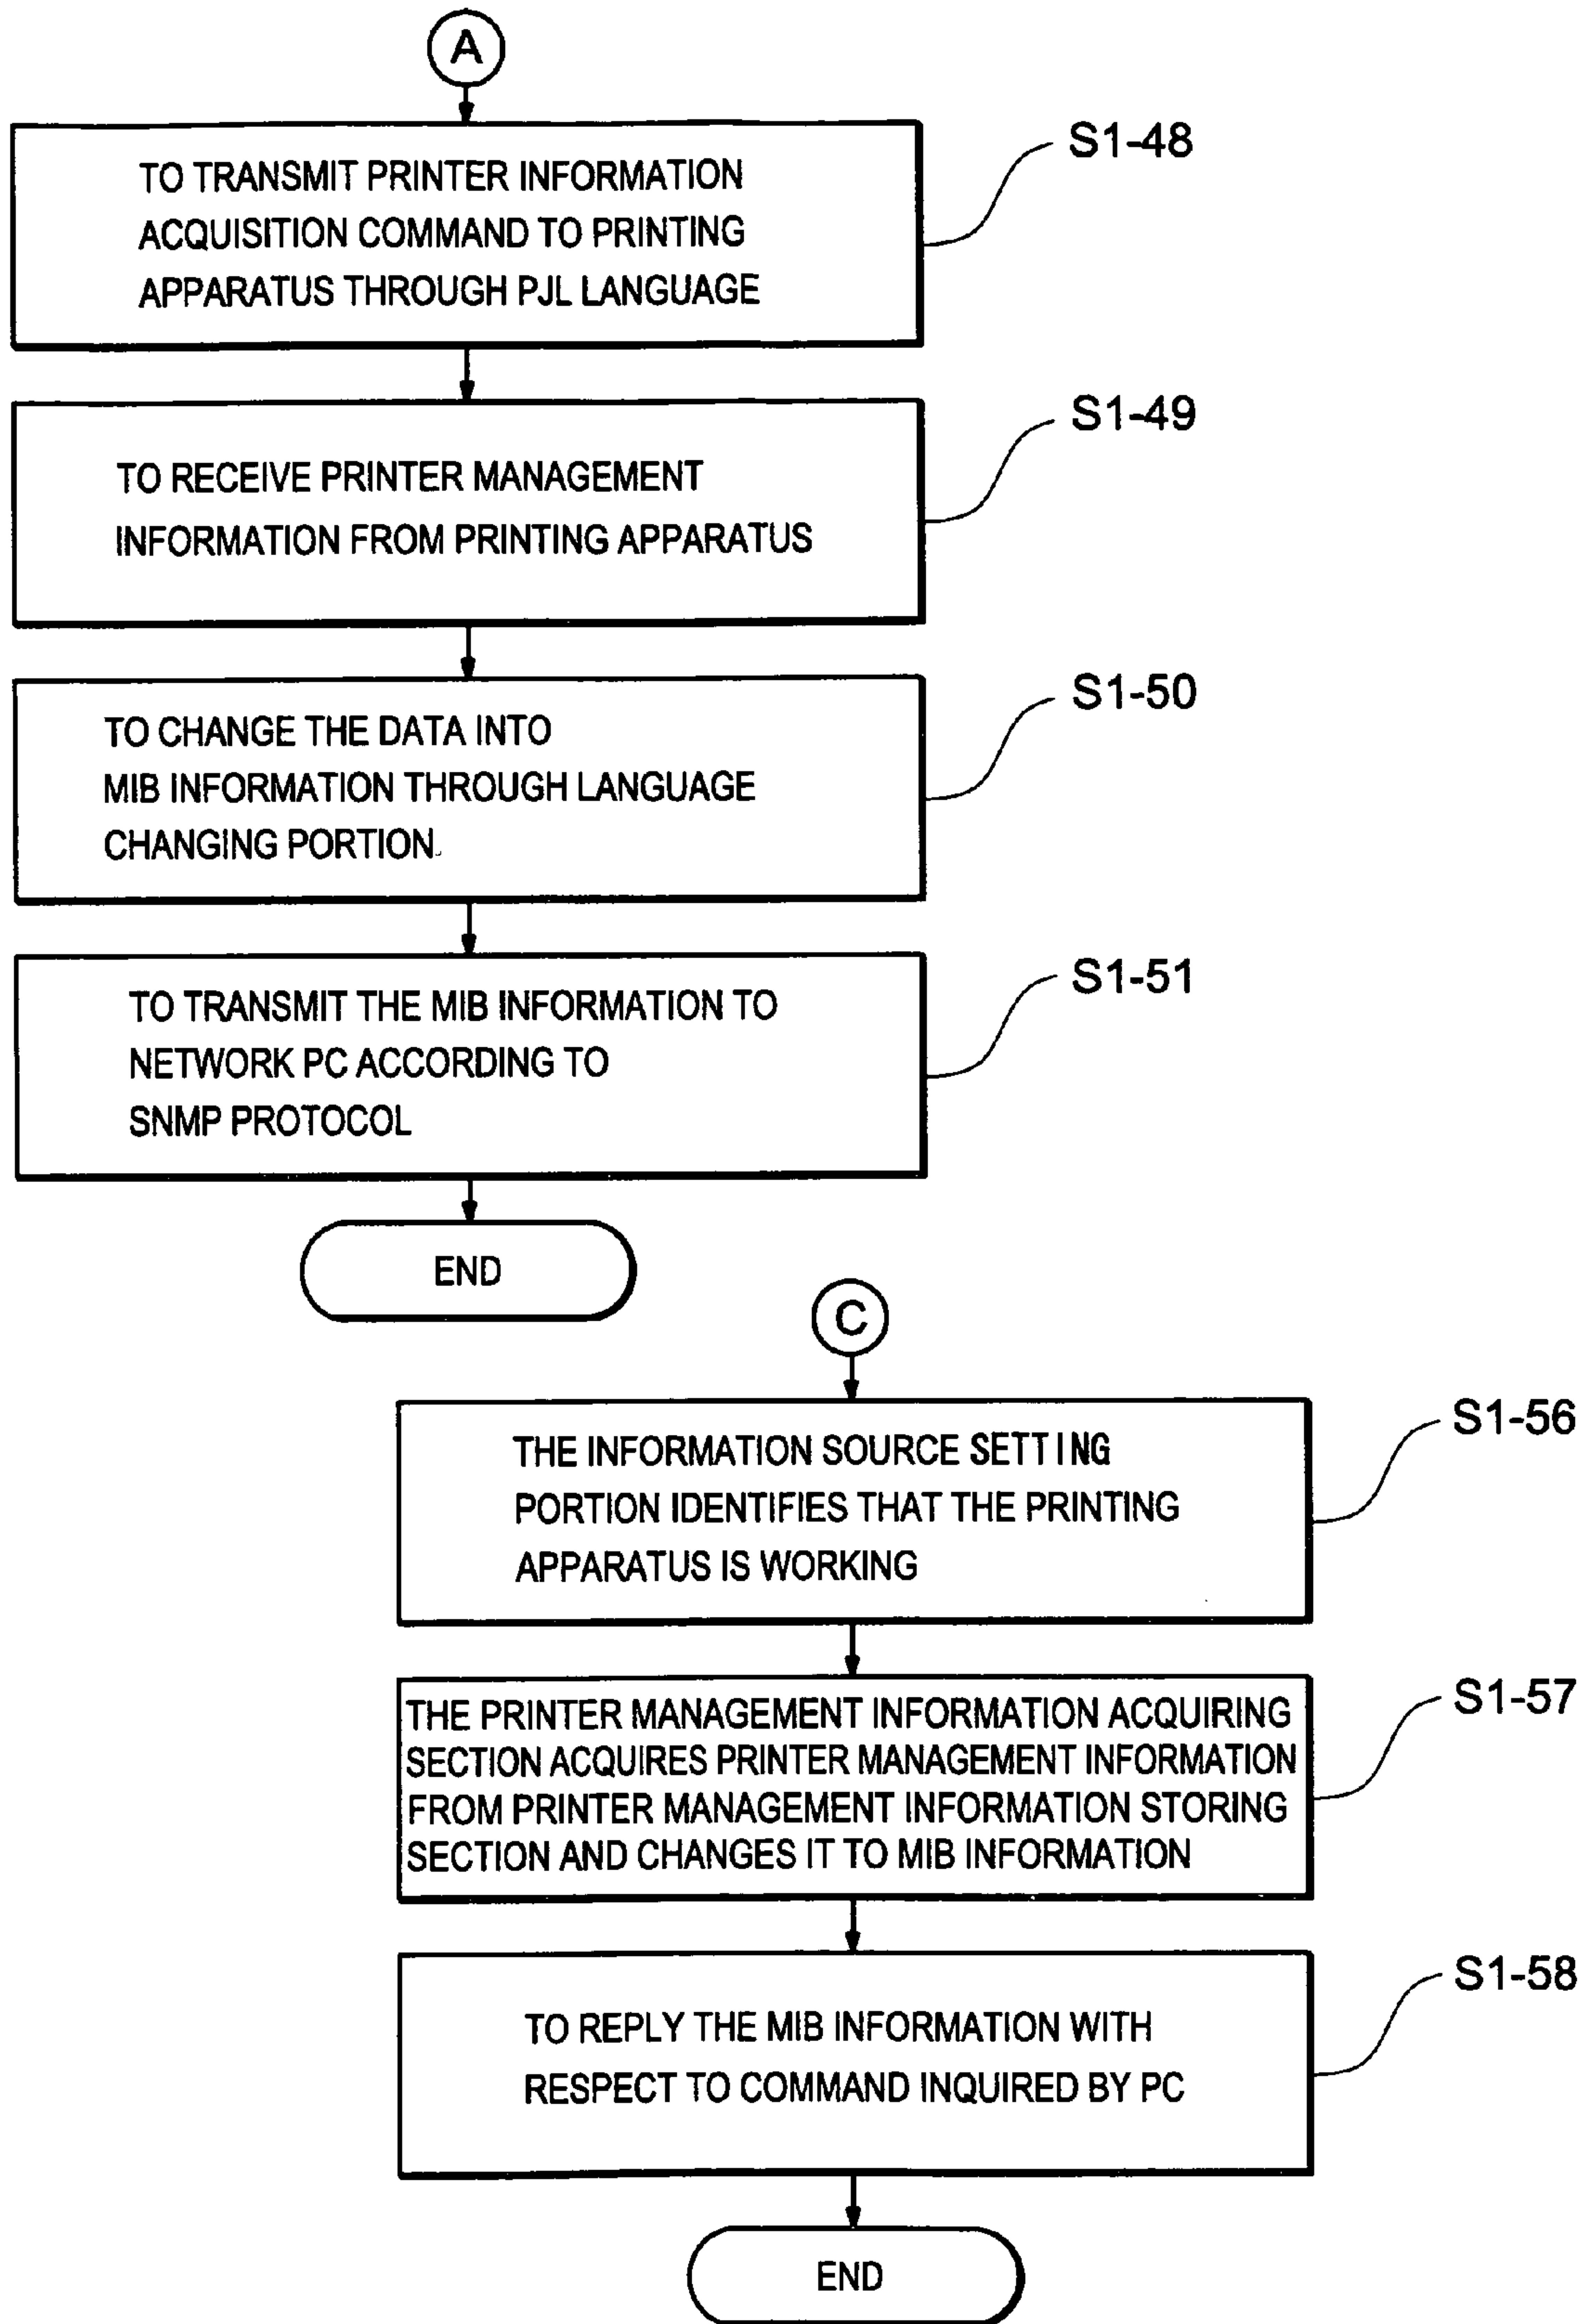 A
TO TRANSMIT PRINTER INFORMATION
ACQUISITION COMMAND TO PRINTING
APPARATUS THROUGH PJL LANGUAGE
S1-48
TO RECEIVE PRINTER MANAGEMENT
INFORMATION FROM PRINTING APPARATUS
S1-49
TO CHANGE THE DATA INTO
MIB INFORMATION THROUGH LANGUAGE
CHANGING PORTION.
S1-50
TO TRANSMIT THE MIB INFORMATION TO
NETWORK PC ACCORDING TO
SNMP PROTOCOL
S1-51
END
C
THE INFORMATION SOURCE SETTING
PORTION IDENTIFIES THAT THE PRINTING
APPARATUS IS WORKING
S1-56
THE PRINTER MANAGEMENT INFORMATION ACQUIRING
SECTION ACQUIRES PRINTER MANAGEMENT INFORMATION
FROM PRINTER MANAGEMENT INFORMATION STORING
SECTION AND CHANGES IT TO MIB INFORMATION
S1-57
TO REPLY THE MIB INFORMATION WITH
RESPECT TO COMMAND INQUIRED BY PC
S1-58
END